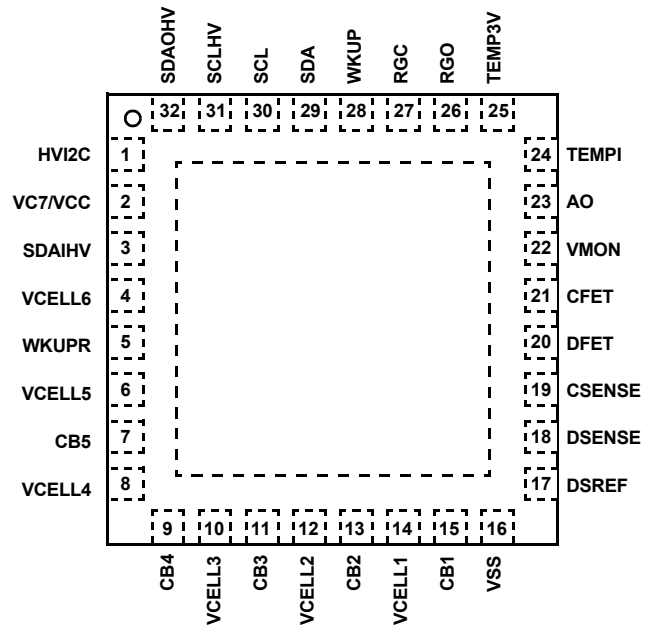 SDAOHV
SCLHV
SCL
SDA
WKUP
RGC
RGO
TEMP3V
32 31 30 29 28 27 26 25
HVI2C 1
VC7/VCC 2
SDAIHV 3
VCELL6 4
WKUPR 5
VCELL5 6
CB5 7
VCELL4 8
24 TEMPI
23 AO
22 VMON
21 CFET
20 DFET
19 CSENSE
18 DSENSE
17 DSREF
9 10 11 12 13 14 15 16
CB4
VCELL3
CB3
VCELL2
CB2
VCELL1
CB1
VSS